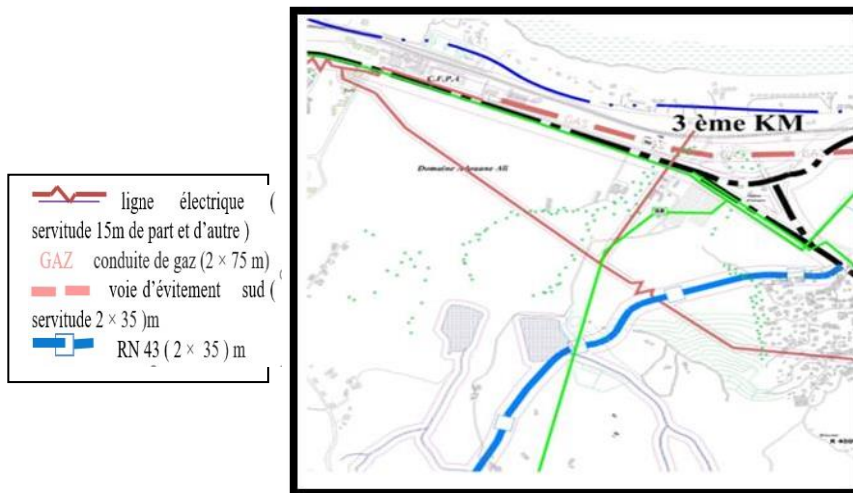 ligne électrique (
servitude 15m de part et d'autre )
GAZ conduite de gaz (2 × 75 m)
voie d'évitement sud (
servitude 2 × 35 )m
RN 43 ( 2 × 35 ) m
C.F.P.A
GAZ
3 ème KM